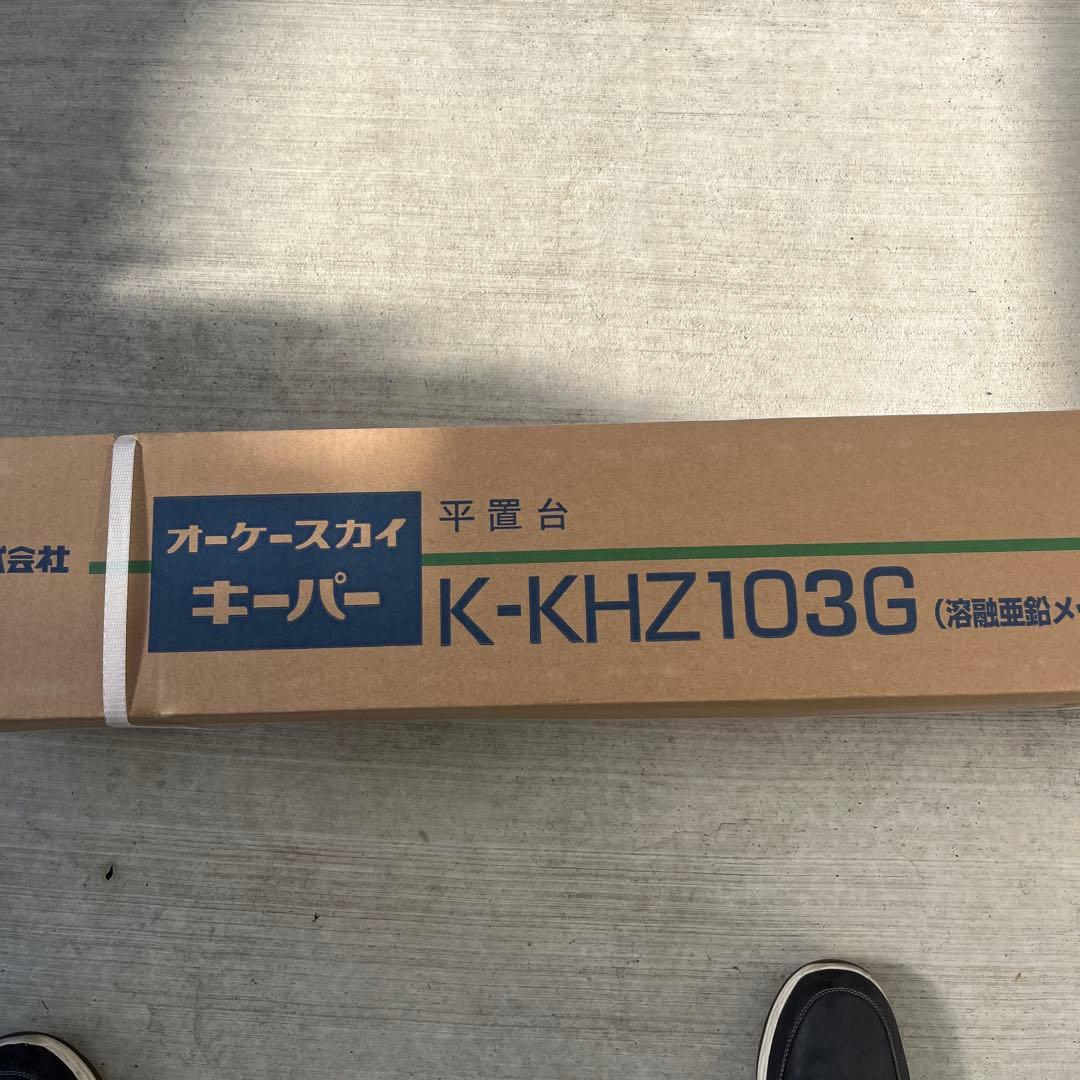 会社
オーケースカイ
キーパー
平置台
K-KHZ103G
(溶融亜鉛メ